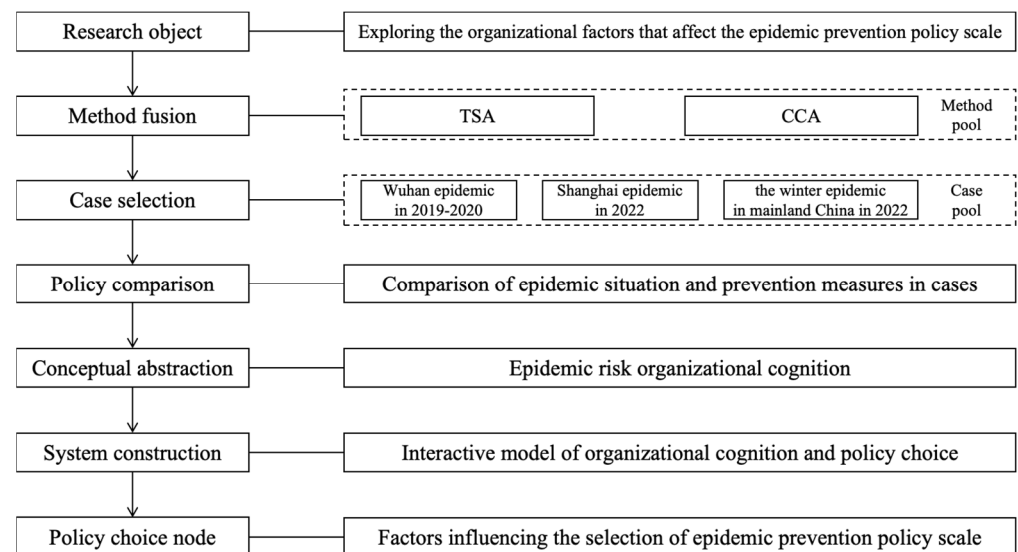 Research object
Exploring the organizational factors that affect the epidemic prevention policy scale
Method fusion
TSA
CCA
Method
pool
Case selection
Wuhan epidemic
in 2019-2020
Shanghai epidemic
in 2022
the winter epidemic
in mainland China in 2022
Case
pool
Policy comparison
Comparison of epidemic situation and prevention measures in cases
Conceptual abstraction
Epidemic risk organizational cognition
System construction
Interactive model of organizational cognition and policy choice
Policy choice node
Factors influencing the selection of epidemic prevention policy scale